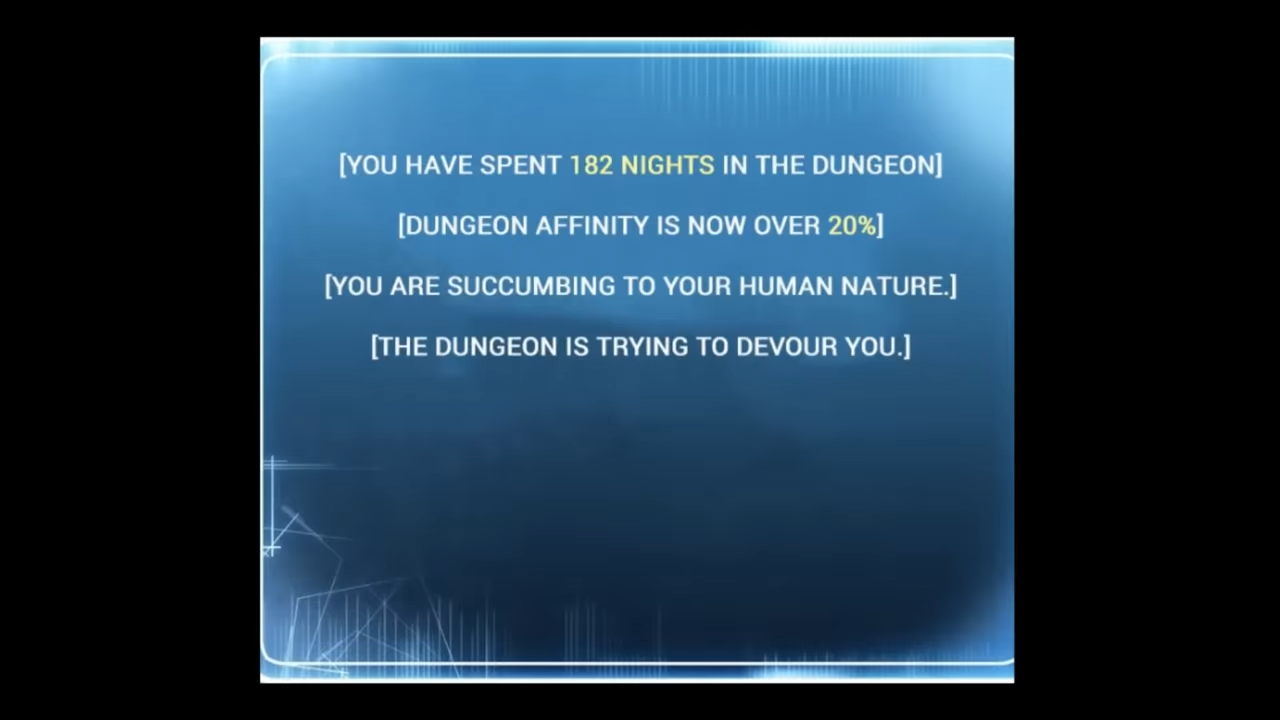 [YOU HAVE SPENT 182 NIGHTS IN THE DUNGEON]
[DUNGEON AFFINITY IS NOW OVER 20%]
[YOU ARE SUCCUMBING TO YOUR HUMAN NATURE.]
[THE DUNGEON IS TRYING TO DEVOUR YOU.]